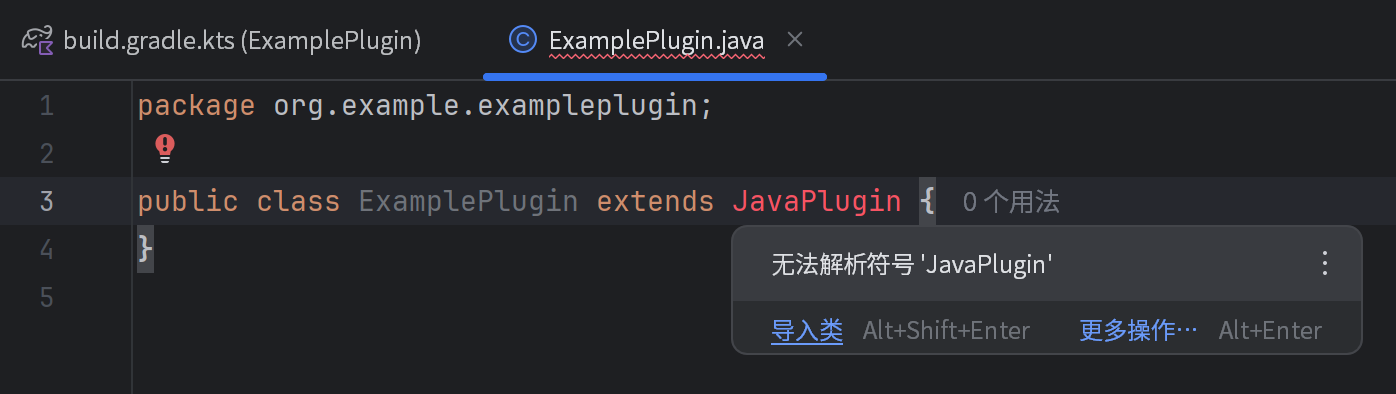 build.gradle.kts (ExamplePlugin) ExamplePlugin.java
1 package org.example.exampleplugin;
2
3 public class ExamplePlugin extends JavaPlugin { 0 个用法
4 }
无法解析符号 'JavaPlugin'
5
导入类 Alt+Shift+Enter 更多操作… Alt+Enter